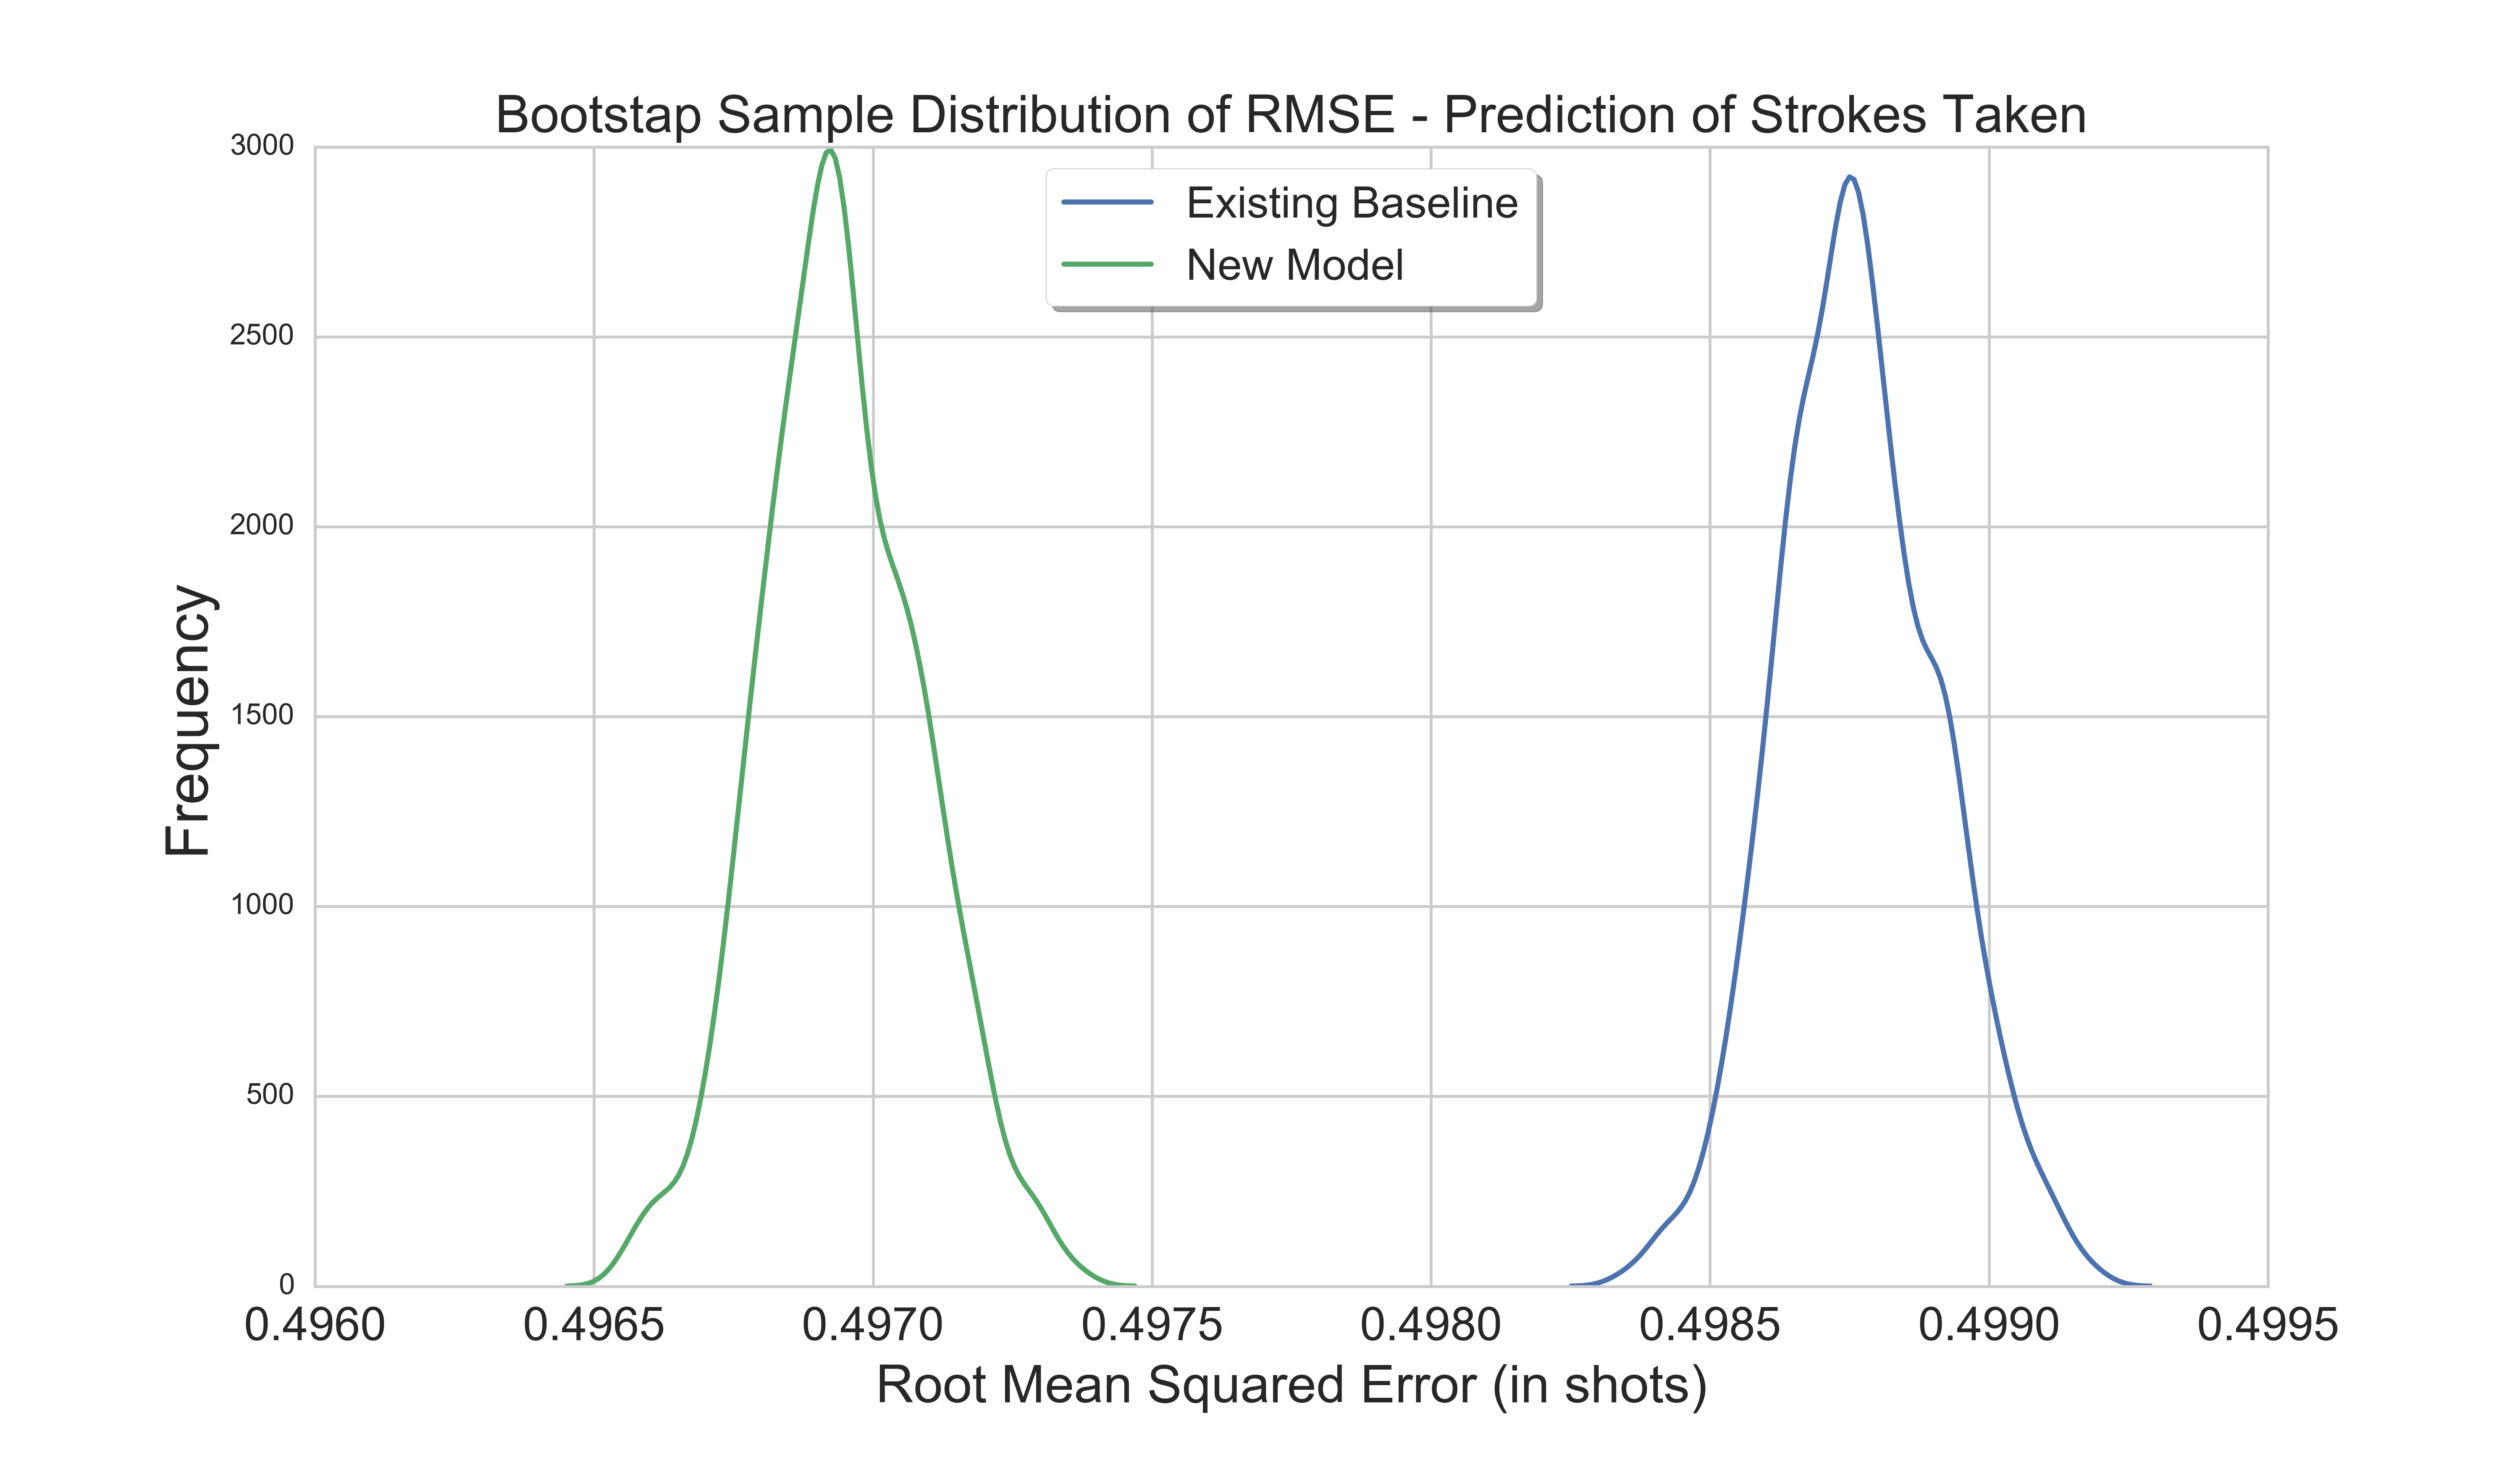 Bootstap Sample Distribution of RMSE - Prediction of Strokes Taken
Existing Baseline
New Model
Frequency
3000
2500
2000
1500
1000
500
0
0.4960 0.4965 0.4970 0.4975 0.4980 0.4985 0.4990 0.4995
Root Mean Squared Error (in shots)